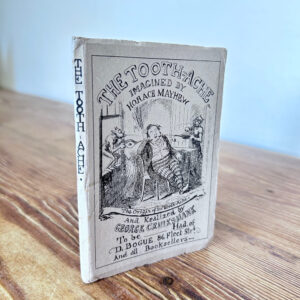 THE TOOTH-ACHE.
THE TOOTH-ACHE
IMAGINED BY
HORACE MAYHEW
And Realized by
GEORGE CRUIKSHANK
To be Had of
D. BOGUE 86 Fleet Strt
And all Booksellers